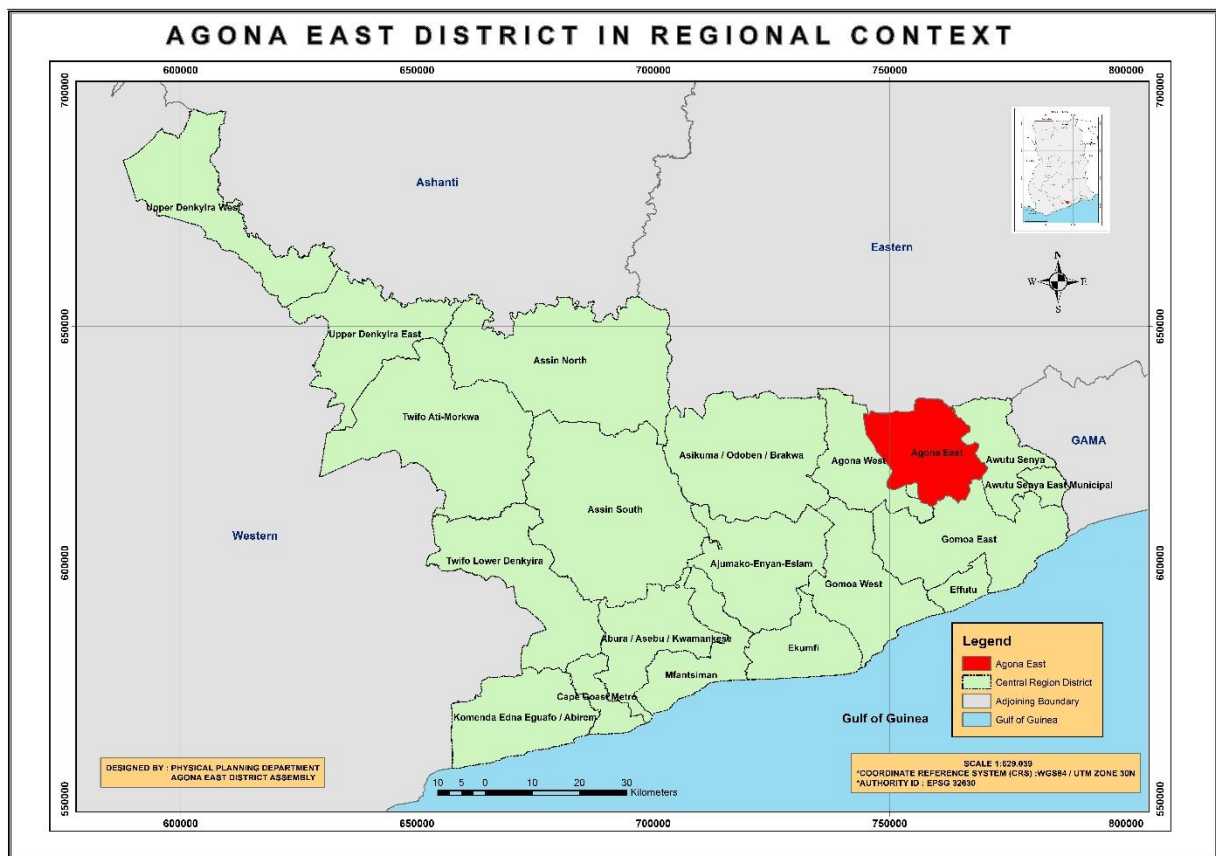 AGONA EAST DISTRICT IN REGIONAL CONTEXT
600000 650000 700000 750000 800000
700000 700000
Ashanti
Upper Denkyira West
Eastern
N
W E
S
650000 650000
Upper Denkyira East
Assin North
Twifo Ati-Morkwa
GAMA
Agona East
Asikuma / Odoben / Brakwa
Agona West
Awutu Senya
Awutu Senya East Municipal
Assin South
Western
Gomoa East
Twifo Lower Denkyira
Ajumako-Enyan-Eslam
600000 600000
Gomoa West
Effutu
Abura / Asebu / Kwamankese
Ekumfi
Mfantsiman
Cape Coast Metro
Komenda Edna Eguafo / Abirem
Gulf of Guinea
Legend
Agona East
Central Region District
Adjoining Boundary
Gulf of Guinea
DESIGNED BY : PHYSICAL PLANNING DEPARTMENT
AGONA EAST DISTRICT ASSEMBLY
10 5 0 10 20 30
Kilometers
SCALE 1:529.039
*COORDINATE REFERENCE SYSTEM (CRS) :WGS84 / UTM ZONE 30N
*AUTHORITY ID : EPSG 32630
550000 550000
600000 650000 700000 750000 800000